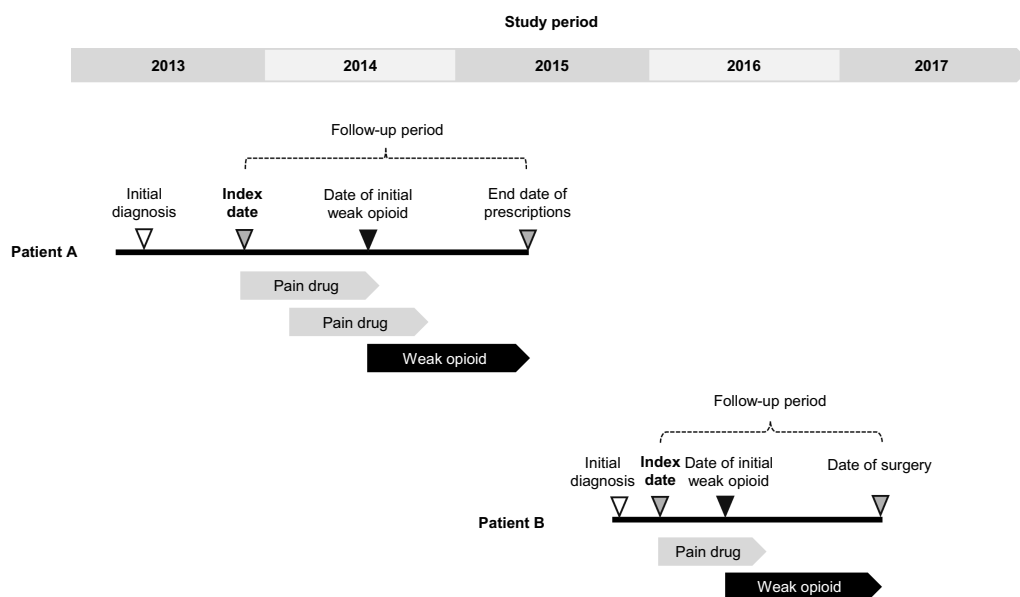 Study period
2013 2014 2015 2016 2017
Follow-up period
Initial
diagnosis
Index
date
Date of initial
weak opioid
End date of
prescriptions
Patient A
Pain drug
Pain drug
Weak opioid
Follow-up period
Initial
diagnosis
Index
date
Date of initial
weak opioid
Date of surgery
Patient B
Pain drug
Weak opioid